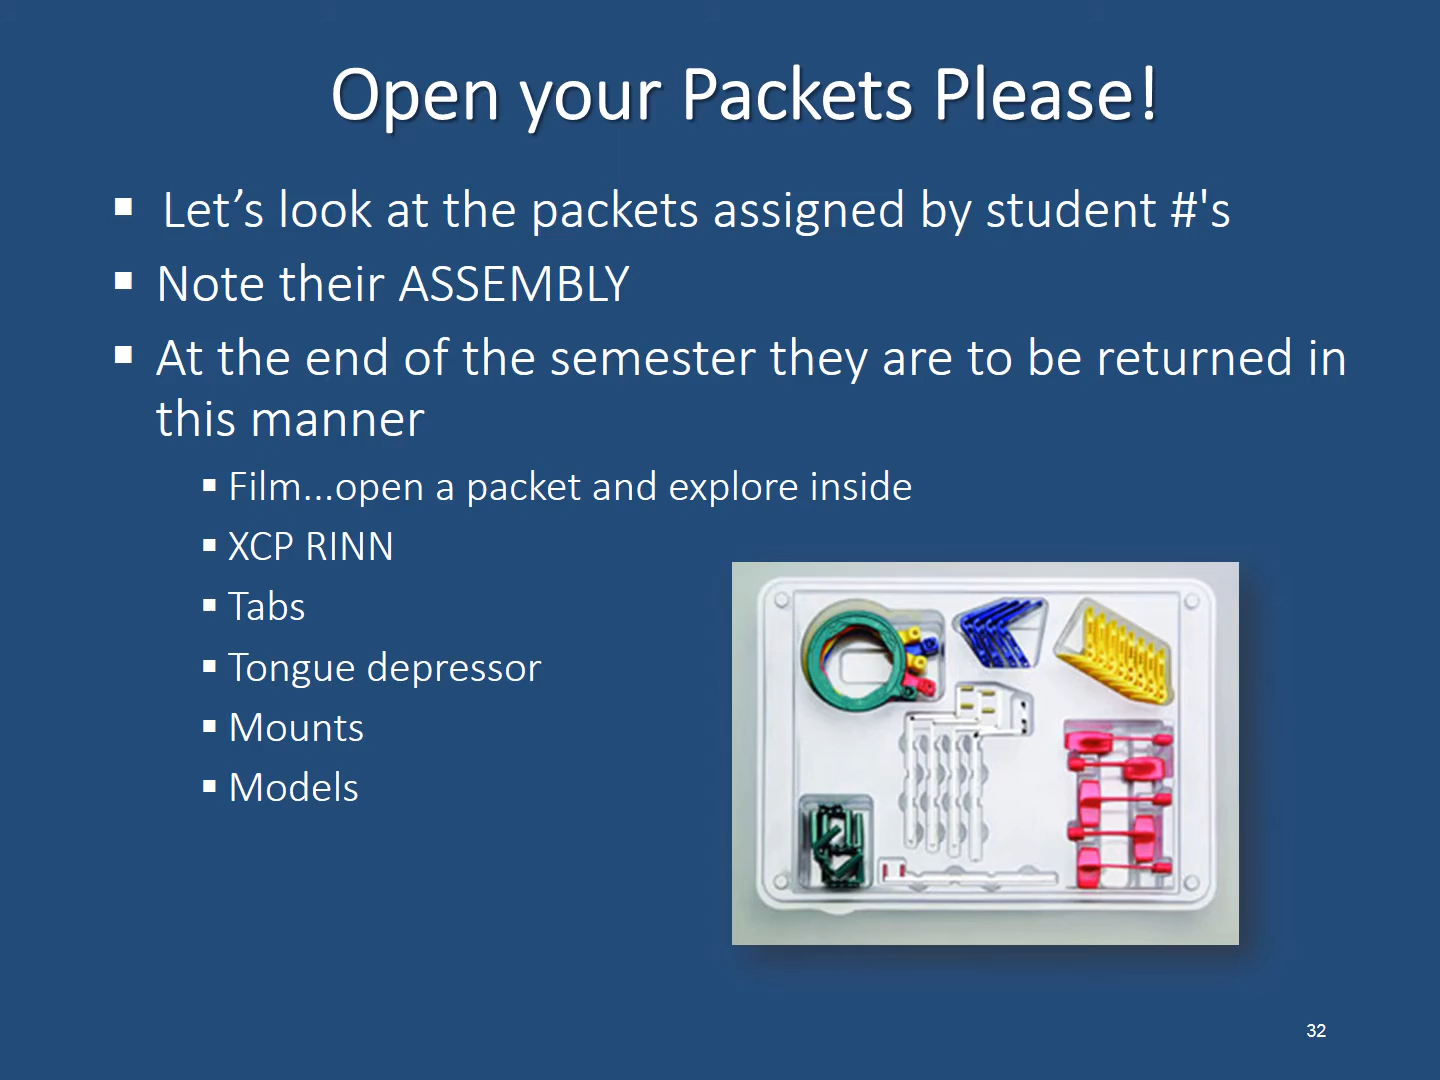 Open your Packets Please!
Let’s look at the packets assigned by student #'s
Note their ASSEMBLY
At the end of the semester they are to be returned in
this manner
Film...open a packet and explore inside
XCP RINN
Tabs
Tongue depressor
Mounts
Models
32